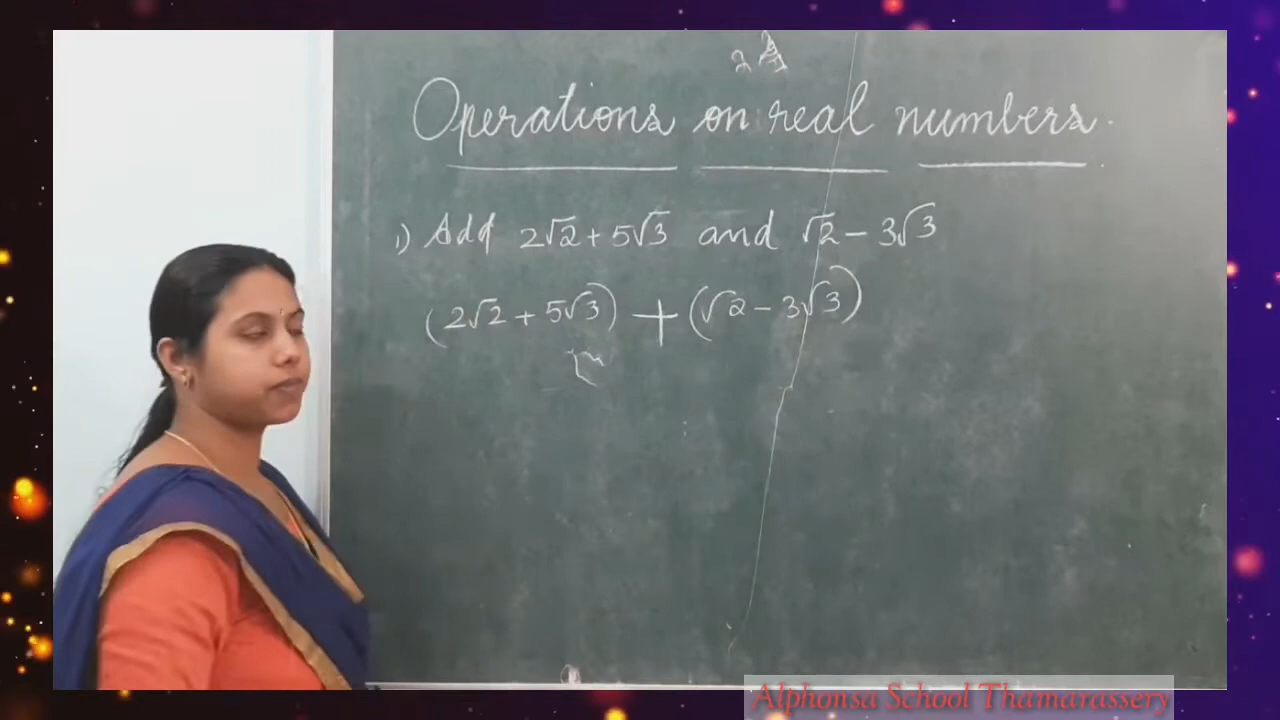 Operations on real numbers.
1) Add 2√2 + 5√3 and √2 - 3√3
(2√2 + 5√3) + (√2 - 3√3)
Alphonsa School Thamarassery